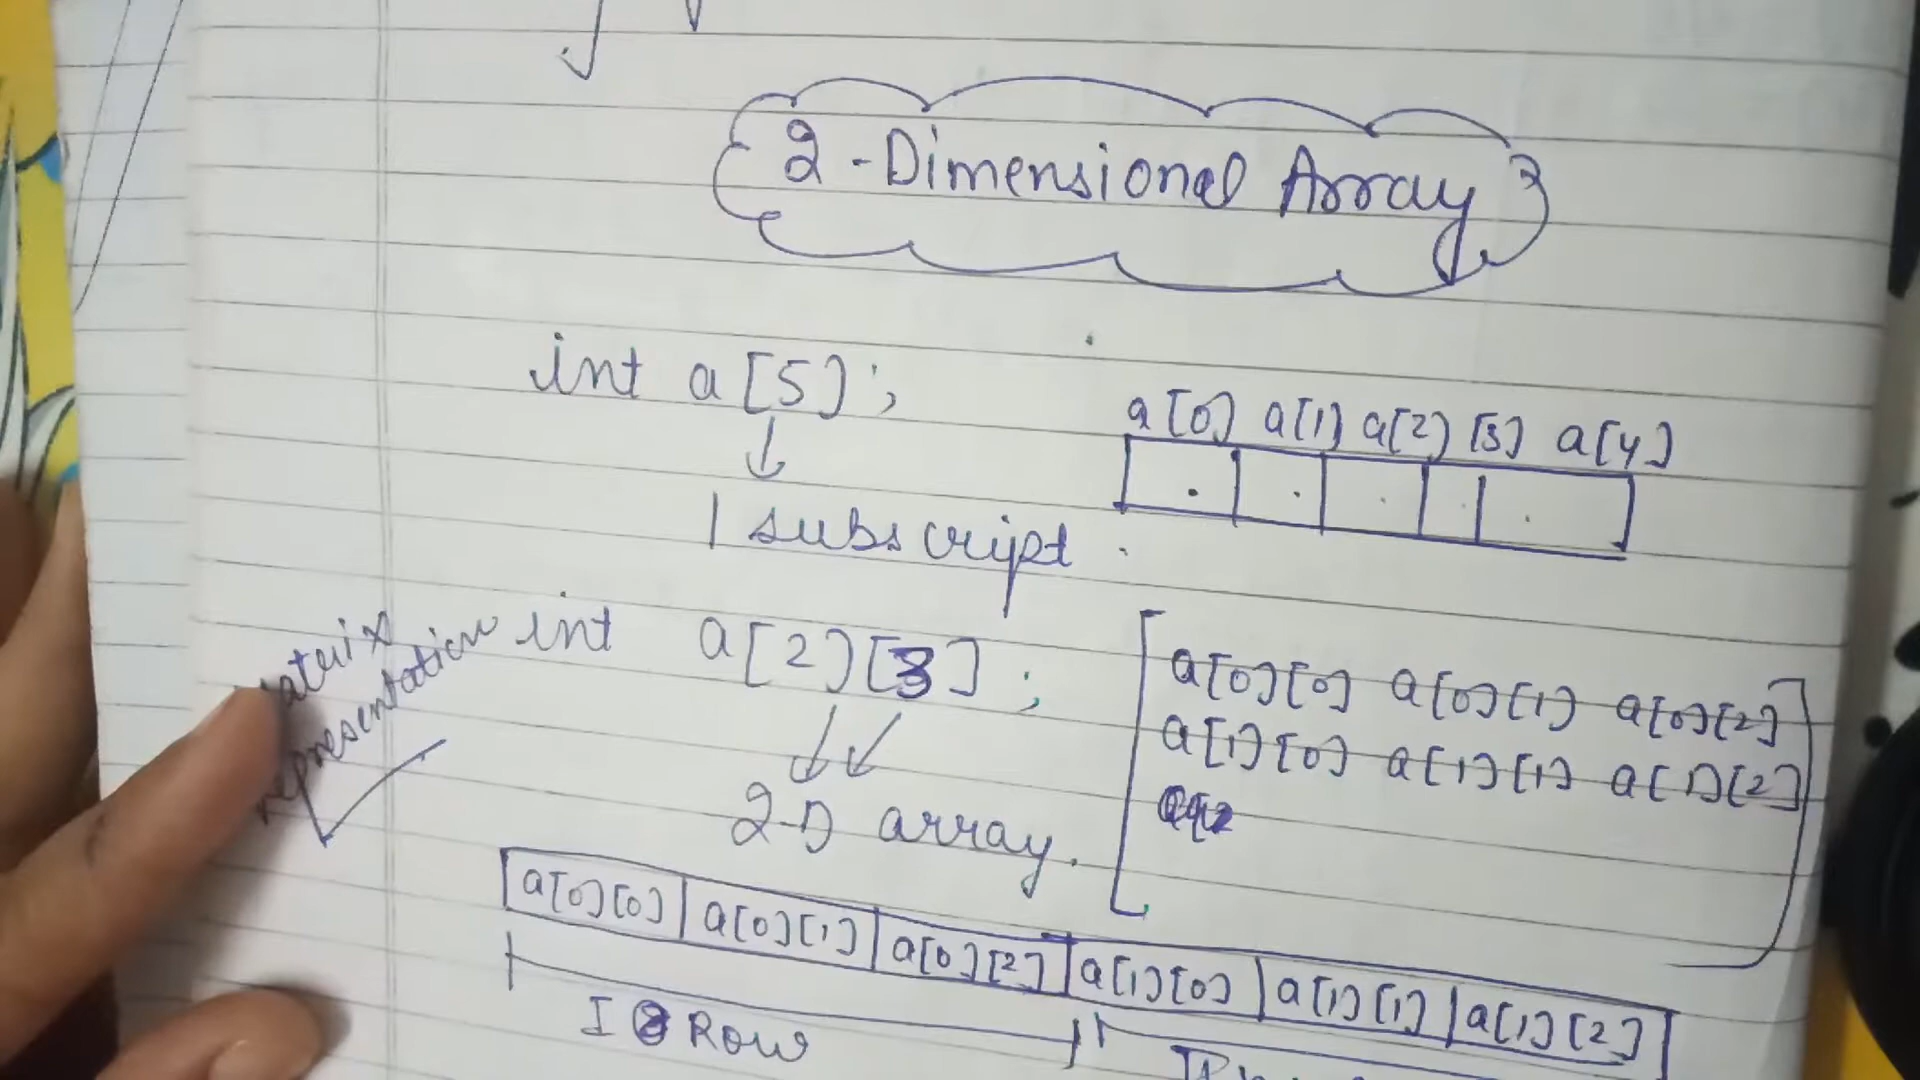 2-Dimensional Array
int a[5];
a[0] a[1] a[2] [3] a[4]
1 subscript.
representation
int a[2][3];
a[0][0] a[0][1] a[0][2]
a[1][0] a[1][1] a[1][2]
2-D array.
a[0][0] a[0][1] a[0][2] a[1][0] a[1][1] a[1][2]
I Row